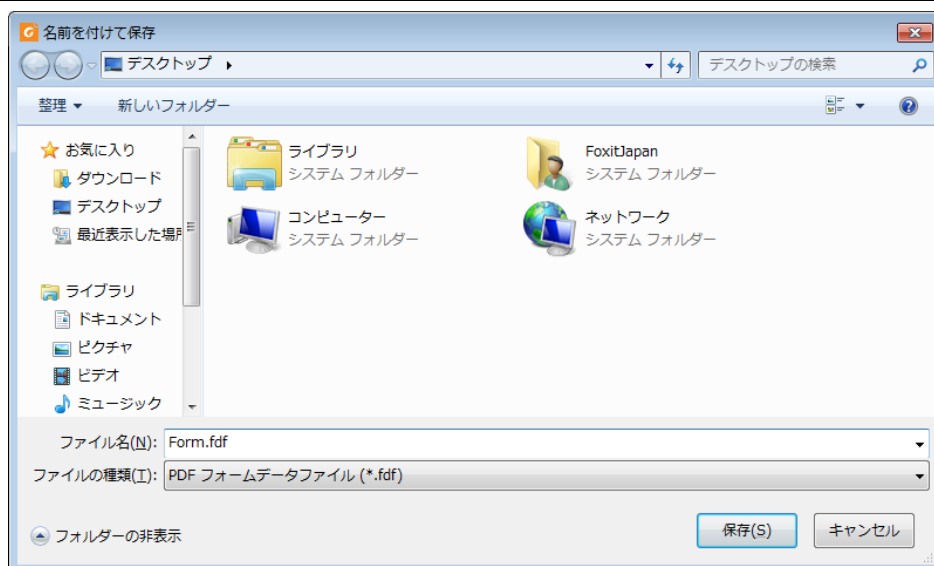 名前を付けて保存
デスクトップ
デスクトップの検索
整理
新しいフォルダー
お気に入り
ダウンロード
デスクトップ
最近表示した場所
ライブラリ
ドキュメント
ピクチャ
ビデオ
ミュージック
ライブラリ
システム フォルダー
FoxitJapan
システム フォルダー
コンピューター
システム フォルダー
ネットワーク
システム フォルダー
ファイル名(N): Form.fdf
ファイルの種類(T): PDF フォームデータファイル (*.fdf)
フォルダーの非表示
保存(S)
キャンセル